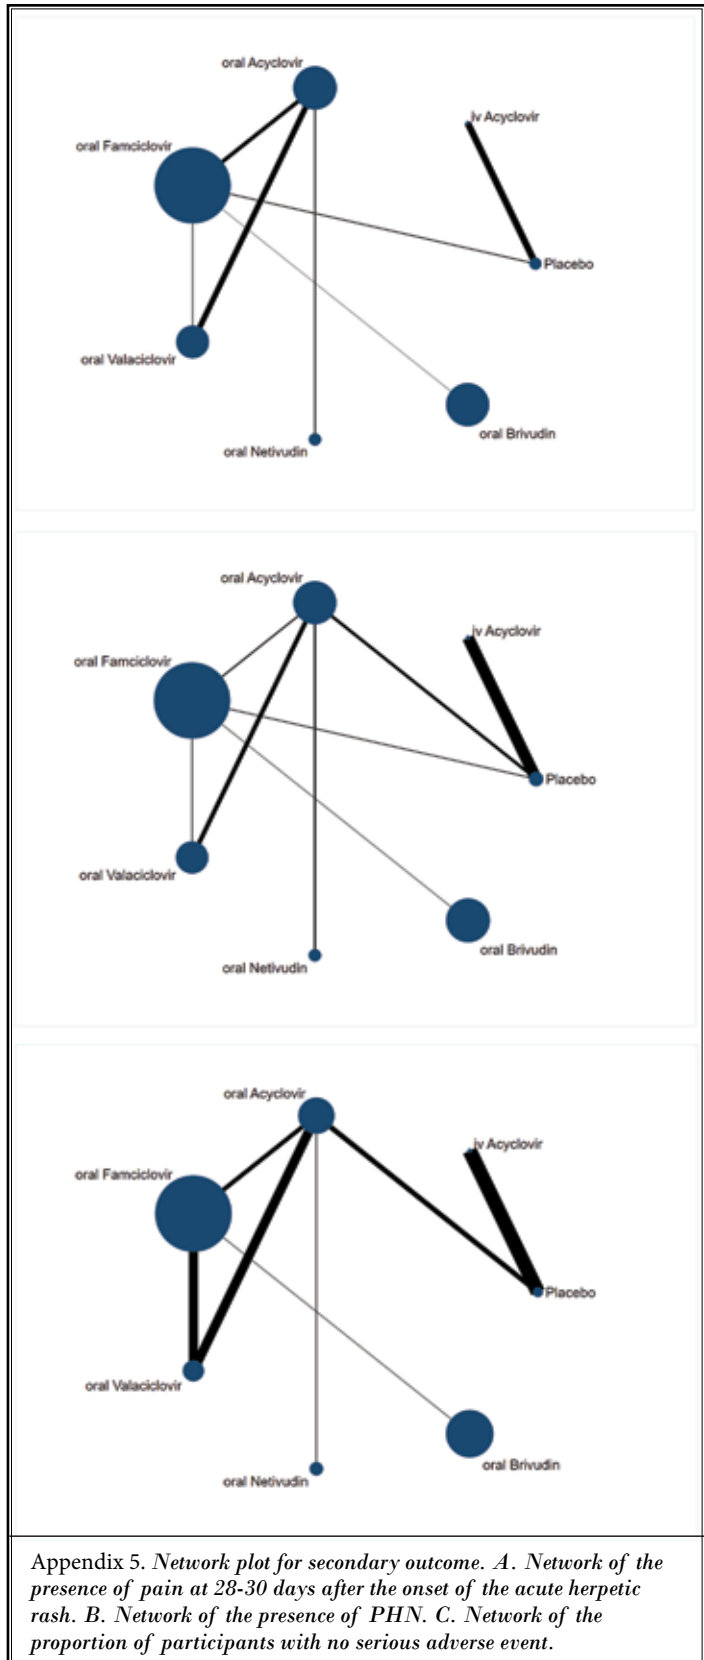 oral Acyclovir
iv Acyclovir
oral Famciclovir
Placebo
oral Valaciclovir
oral Brivudin
oral Netivudin
oral Acyclovir
iv Acyclovir
oral Famciclovir
Placebo
oral Valaciclovir
oral Brivudin
oral Netivudin
oral Acyclovir
iv Acyclovir
oral Famciclovir
Placebo
oral Valaciclovir
oral Brivudin
oral Netivudin
Appendix 5. Network plot for secondary outcome. A. Network of the
presence of pain at 28-30 days after the onset of the acute herpetic
rash. B. Network of the presence of PHN. C. Network of the
proportion of participants with no serious adverse event.